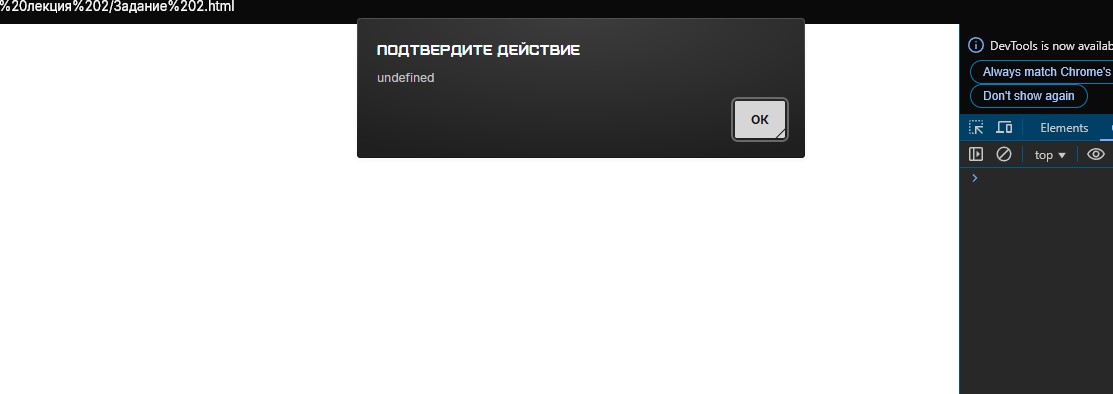 %20лекция%202/Задание%202.html
ПОДТВЕРДИТЕ ДЕЙСТВИЕ
undefined
OK
DevTools is now availab
Always match Chrome's
Don't show again
Elements
top